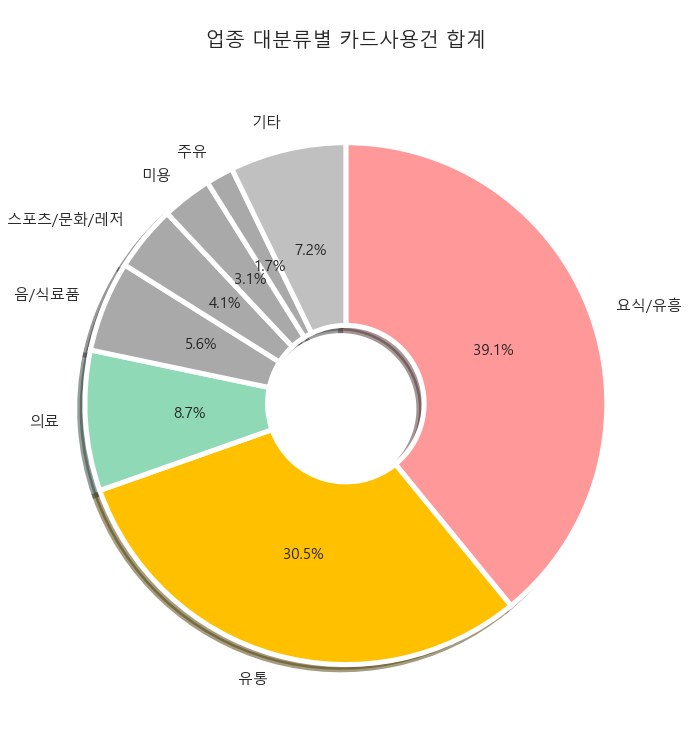 업종 대분류별 카드사용건 합계
기타
주유
미용
스포츠/문화/레저
음/식료품
의료
유통
요식/유흥
7.2%
1.7%
3.1%
4.1%
5.6%
8.7%
30.5%
39.1%